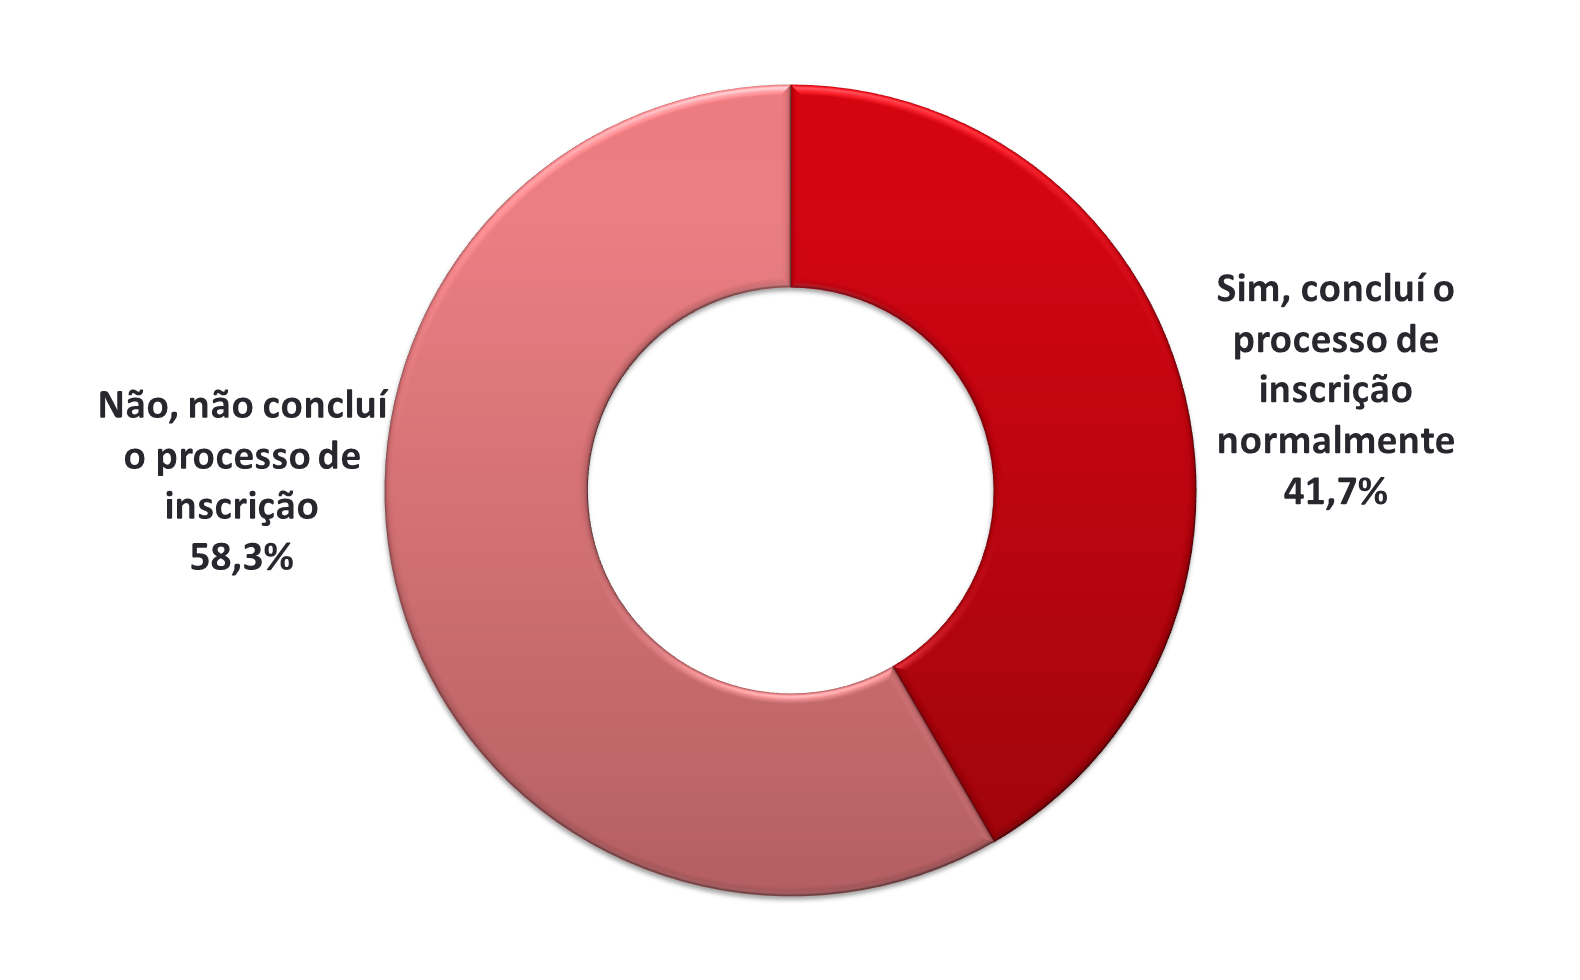 Não, não concluí
o processo de
inscrição
58,3%
Sim, concluí o
processo de
inscrição
normalmente
41,7%